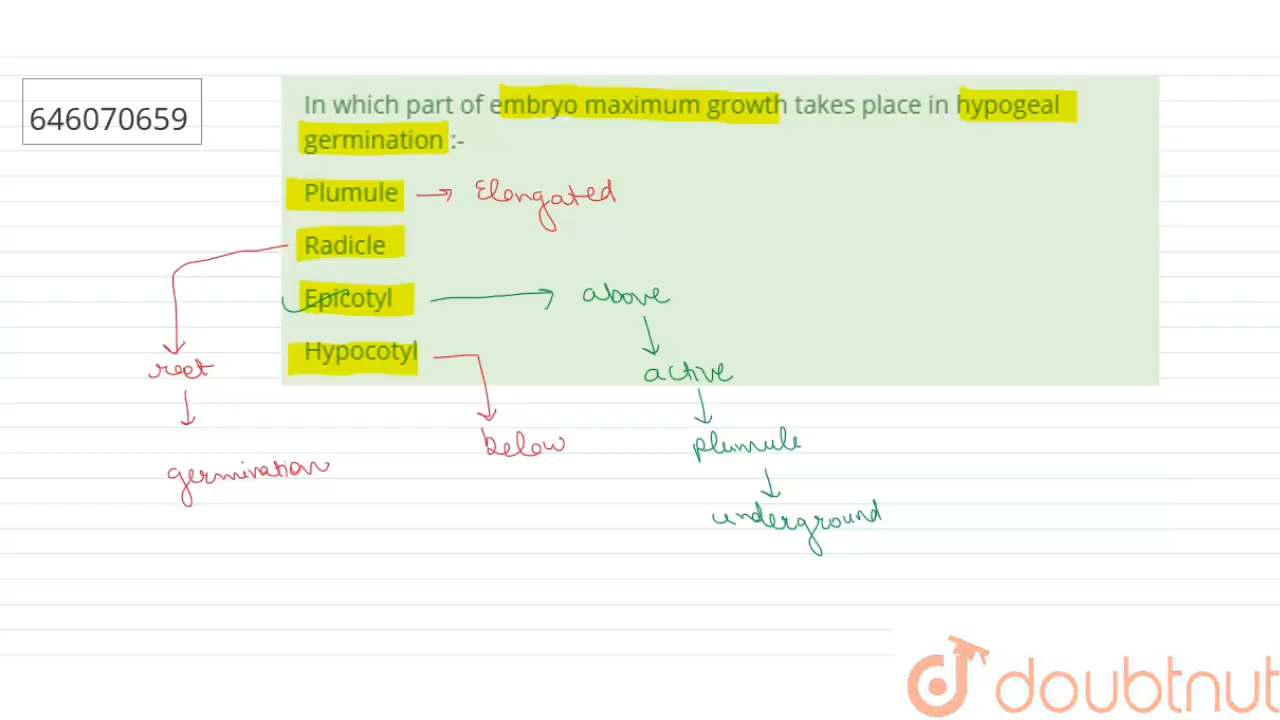 646070659
In which part of embryo maximum growth takes place in hypogeal
germination :-
Plumule → Elongated
Radicle
Epicotyl → above
Hypocotyl
root
active
below
plumule
germination
underground
doubtnut